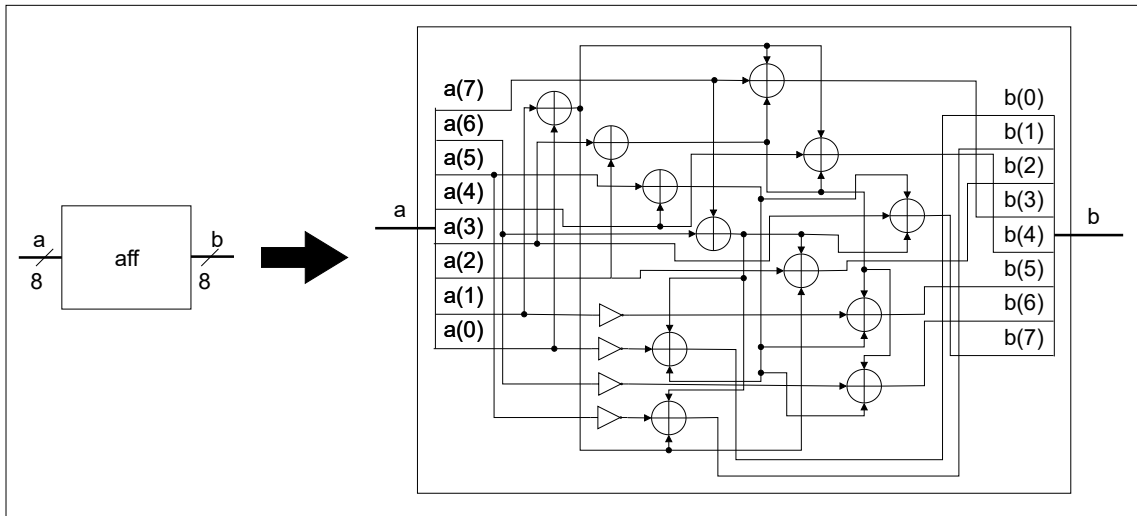 a
8
aff
b
8
a
a(7)
a(6)
a(5)
a(4)
a(3)
a(2)
a(1)
a(0)
b(0)
b(1)
b(2)
b(3)
b(4)
b(5)
b(6)
b(7)
b